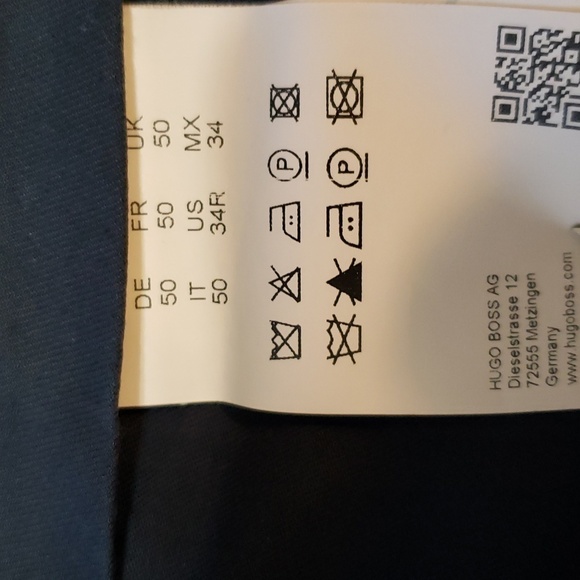 DE FR UK
50 50 50
IT US MX
50 34R 34
P
P
HUGO BOSS AG
Dieselstrasse 12
72555 Metzingen
Germany
www.hugoboss.com